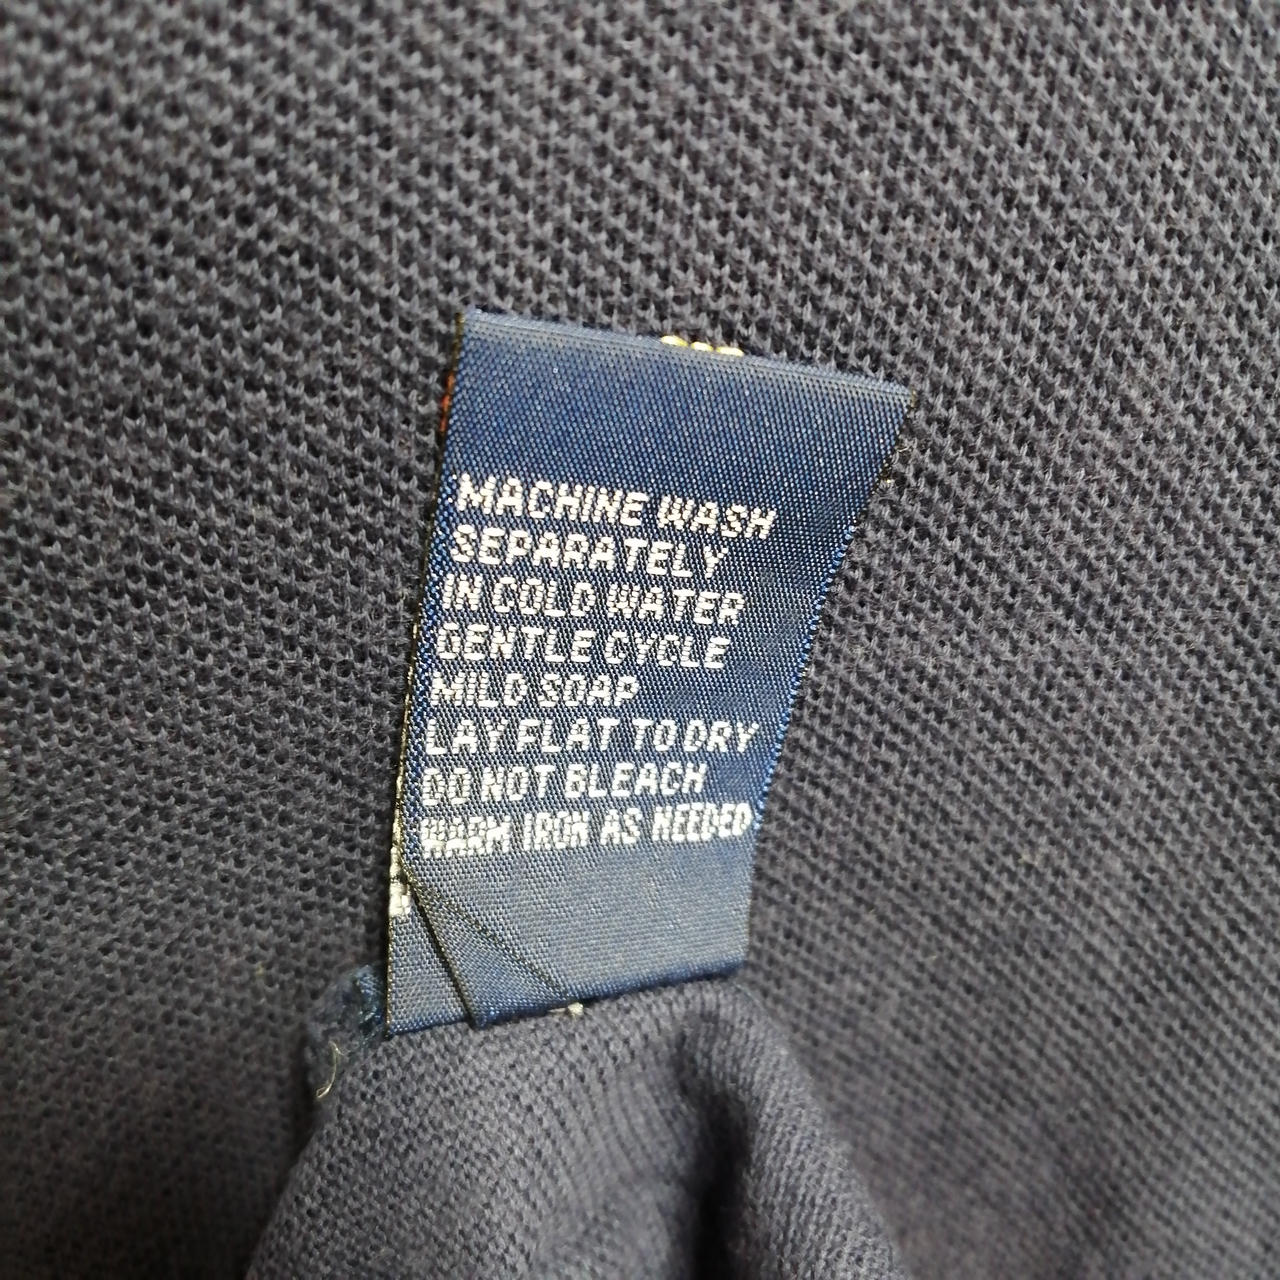 MACHINE WASH
SEPARATELY
IN COLD WATER
GENTLE CYCLE
MILD SOAP
LAY FLAT TO DRY
DO NOT BLEACH
WARM IRON AS NEEDED